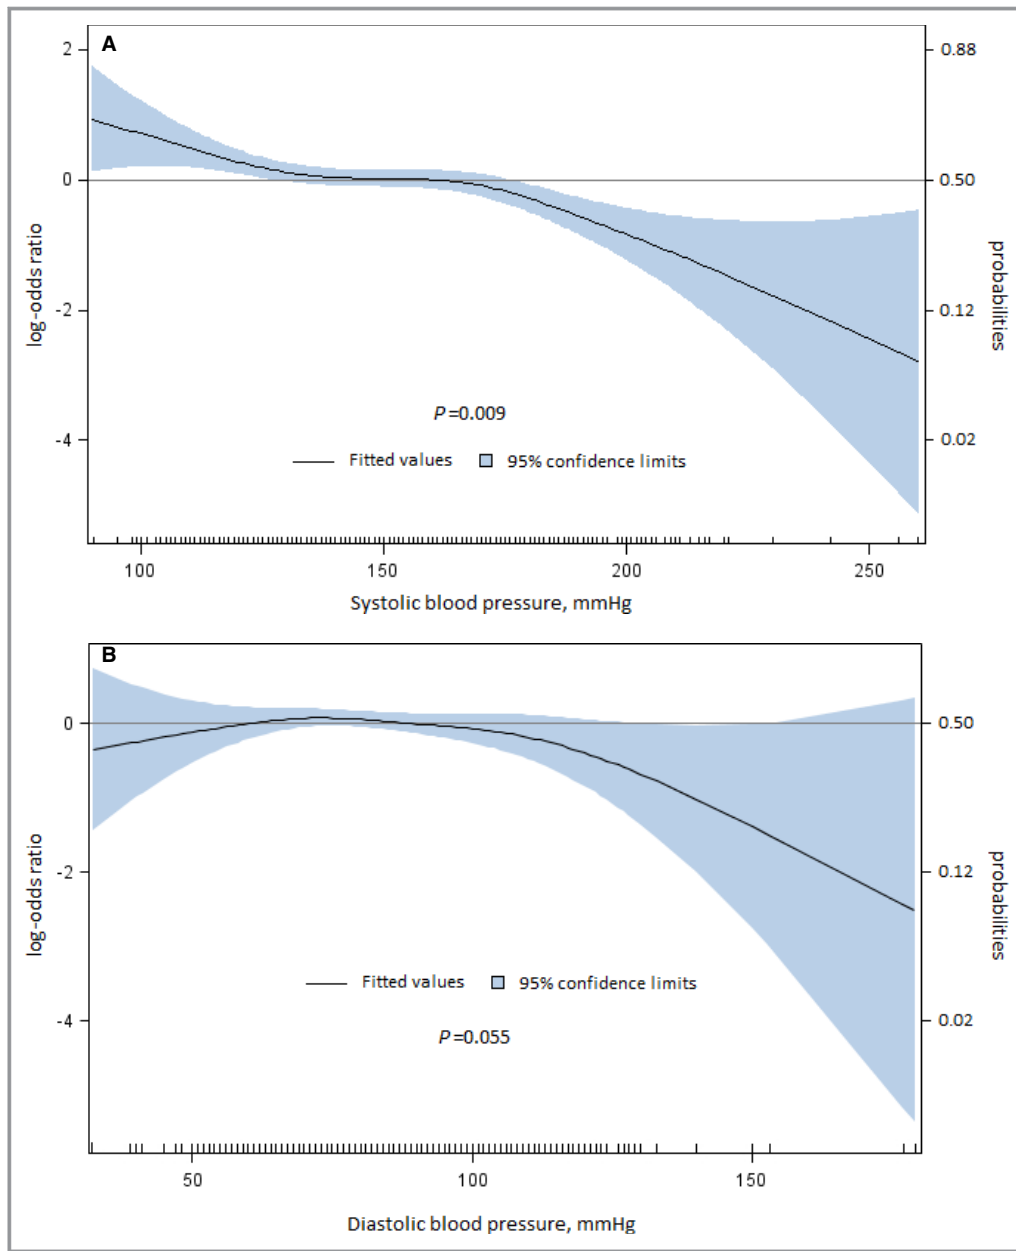 A
2
0.88
0
0.50
log-odds ratio
probabilities
-2
0.12
P=0.009
-4
0.02
Fitted values 95% confidence limits
100 150 200 250
Systolic blood pressure, mmHg
B
0
0.50
log-odds ratio
probabilities
-2
0.12
Fitted values 95% confidence limits
-4
0.02
P=0.055
50 100 150
Diastolic blood pressure, mmHg